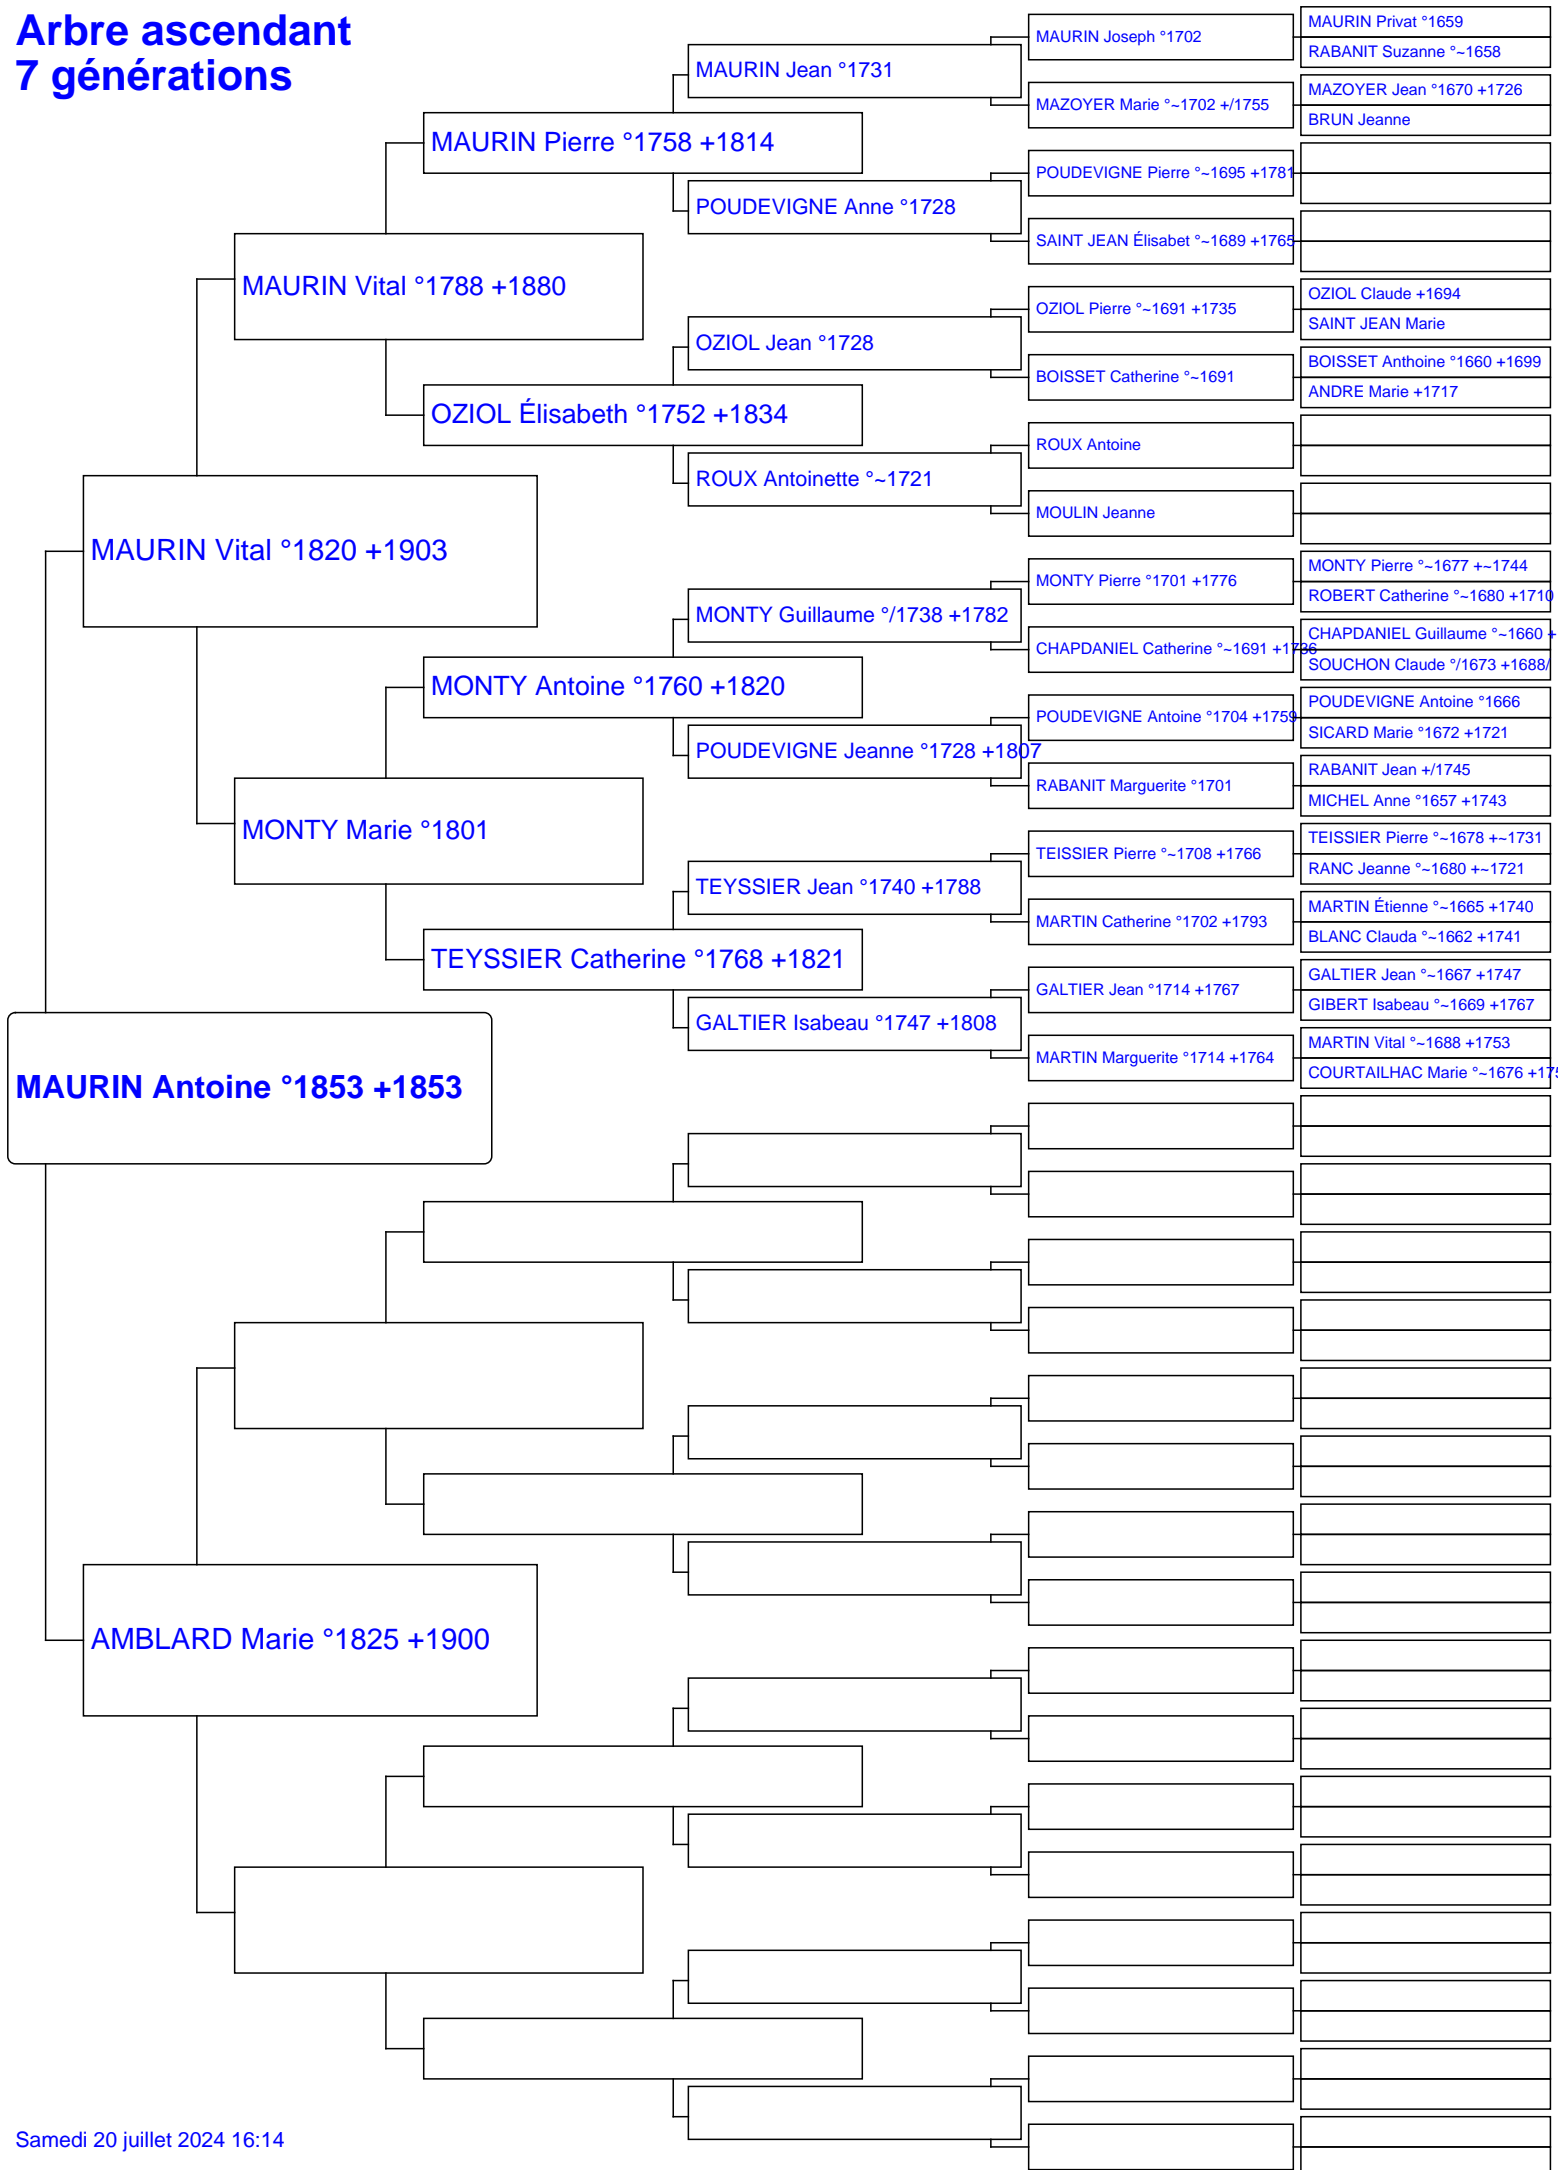 Arbre ascendant
7 générations
MAURIN Antoine °1853 +1853
MAURIN Vital °1820 +1903
AMBLARD Marie °1825 +1900
MAURIN Vital °1788 +1880
MONTY Marie °1801
MAURIN Pierre °1758 +1814
OZIOL Élisabeth °1752 +1834
MONTY Antoine °1760 +1820
TEYSSIER Catherine °1768 +1821
MAURIN Jean °1731
POUDEVIGNE Anne °1728
OZIOL Jean °1728
ROUX Antoinette °~1721
MONTY Guillaume °/1738 +1782
POUDEVIGNE Jeanne °1728 +1807
TEYSSIER Jean °1740 +1788
GALTIER Isabeau °1747 +1808
MAURIN Joseph °1702
MAZOYER Marie °~1702 +/1755
POUDEVIGNE Pierre °~1695 +1781
SAINT JEAN Élisabet °~1689 +1765
OZIOL Pierre °~1691 +1735
BOISSET Catherine °~1691
ROUX Antoine
MOULIN Jeanne
MONTY Pierre °1701 +1776
CHAPDANIEL Catherine °~1691 +1736
POUDEVIGNE Antoine °1704 +1759
RABANIT Marguerite °1701
TEISSIER Pierre °~1708 +1766
MARTIN Catherine °1702 +1793
GALTIER Jean °1714 +1767
MARTIN Marguerite °1714 +1764
MAURIN Privat °1659
RABANIT Suzanne °~1658
MAZOYER Jean °1670 +1726
BRUN Jeanne
OZIOL Claude +1694
SAINT JEAN Marie
BOISSET Anthoine °1660 +1699
ANDRE Marie +1717
MONTY Pierre °~1677 +~1744
ROBERT Catherine °~1680 +1710
CHAPDANIEL Guillaume °~1660 +
SOUCHON Claude °/1673 +1688/
POUDEVIGNE Antoine °1666
SICARD Marie °1672 +1721
RABANIT Jean +/1745
MICHEL Anne °1657 +1743
TEISSIER Pierre °~1678 +~1731
RANC Jeanne °~1680 +~1721
MARTIN Étienne °~1665 +1740
BLANC Clauda °~1662 +1741
GALTIER Jean °~1667 +1747
GIBERT Isabeau °~1669 +1767
MARTIN Vital °~1688 +1753
COURTAILHAC Marie °~1676
Samedi 20 juillet 2024 16:14